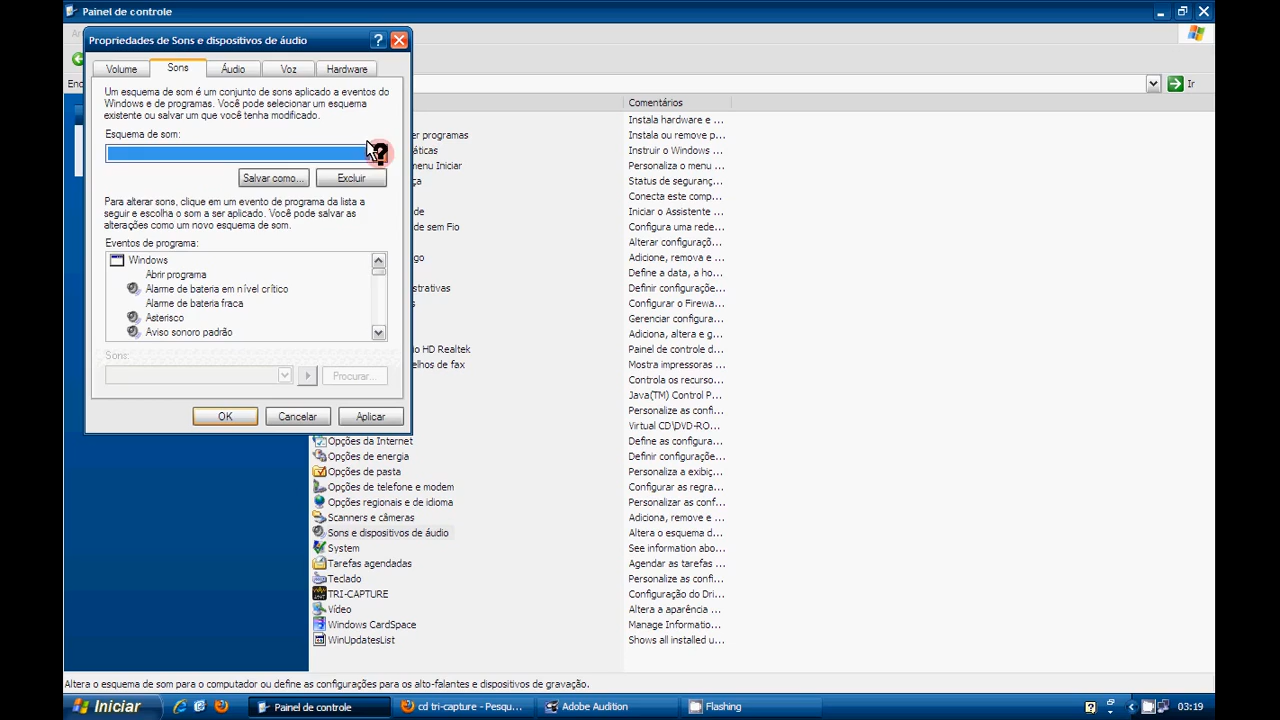 Painel de controle
Propriedades de Sons e dispositivos de áudio
Volume
Sons
Áudio
Voz
Hardware
Ir
Um esquema de som é um conjunto de sons aplicado a eventos do
Windows e de programas. Você pode selecionar um esquema
existente ou salvar um que você tenha modificado.
Esquema de som:
Salvar como...
Excluir
Para alterar sons, clique em um evento de programa da lista a
seguir e escolha o som a ser aplicado. Você pode salvar as
alterações como um novo esquema de som.
Eventos de programa:
Windows
Abrir programa
Alarme de bateria em nível crítico
Alarme de bateria fraca
Asterisco
Aviso sonoro padrão
Sons:
Procurar...
OK
Cancelar
Aplicar
Comentários
Instala hardware e ...
er programas
Instala ou remove p...
áticas
Instruir o Windows ...
menu Iniciar
Personaliza o menu ...
ça
Status de seguranç...
Conecta este comp...
de
Iniciar o Assistente ...
de sem Fio
Configura uma rede...
Alterar configuraçõ...
go
Adiciona, remove e ...
Define a data, a ho...
strativas
Definir configuraçõe...
s
Configurar o Firewa...
Gerenciar configura...
Adiciona, altera e g...
io HD Realtek
Painel de controle d...
elhos de fax
Mostra impressoras ...
Controla os recurso...
Java(TM) Control P...
Personalize as confi...
Virtual CD\DVD-RO...
Opções da Internet
Define as configura...
Opções de energia
Definir configuraçõe...
Opções de pasta
Personaliza a exibiç...
Opções de telefone e modem
Configurar as regra...
Opções regionais e de idioma
Personalizar as conf...
Scanners e câmeras
Adiciona, remove e ...
Sons e dispositivos de áudio
Altera o esquema d...
System
See information abo...
Tarefas agendadas
Agendar as tarefas ...
Teclado
Personalize as confi...
TRI-CAPTURE
Configuração do Dri...
Vídeo
Altera a aparência ...
Windows CardSpace
Manage Informatio...
WinUpdatesList
Shows all installed u...
Altera o esquema de som para o computador ou define as configurações para os alto-falantes e dispositivos de gravação.
Iniciar
Painel de controle
cd tri-capture - Pesqu...
Adobe Audition
Flashing
03:19